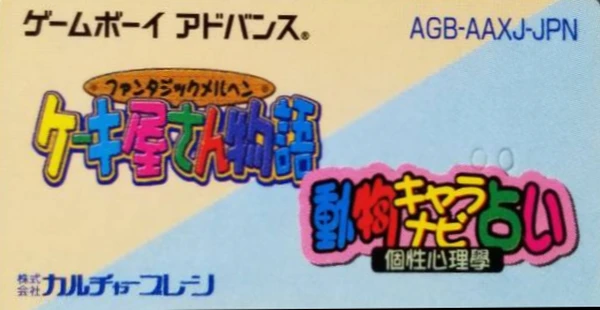 ゲームボーイ アドバンス®
AGB-AAXJ-JPN
ファンタジックメルヘン
ケーキ屋さん物語
動物キャラナビ占い
個性心理學
株式会社 カルチャーブレーン